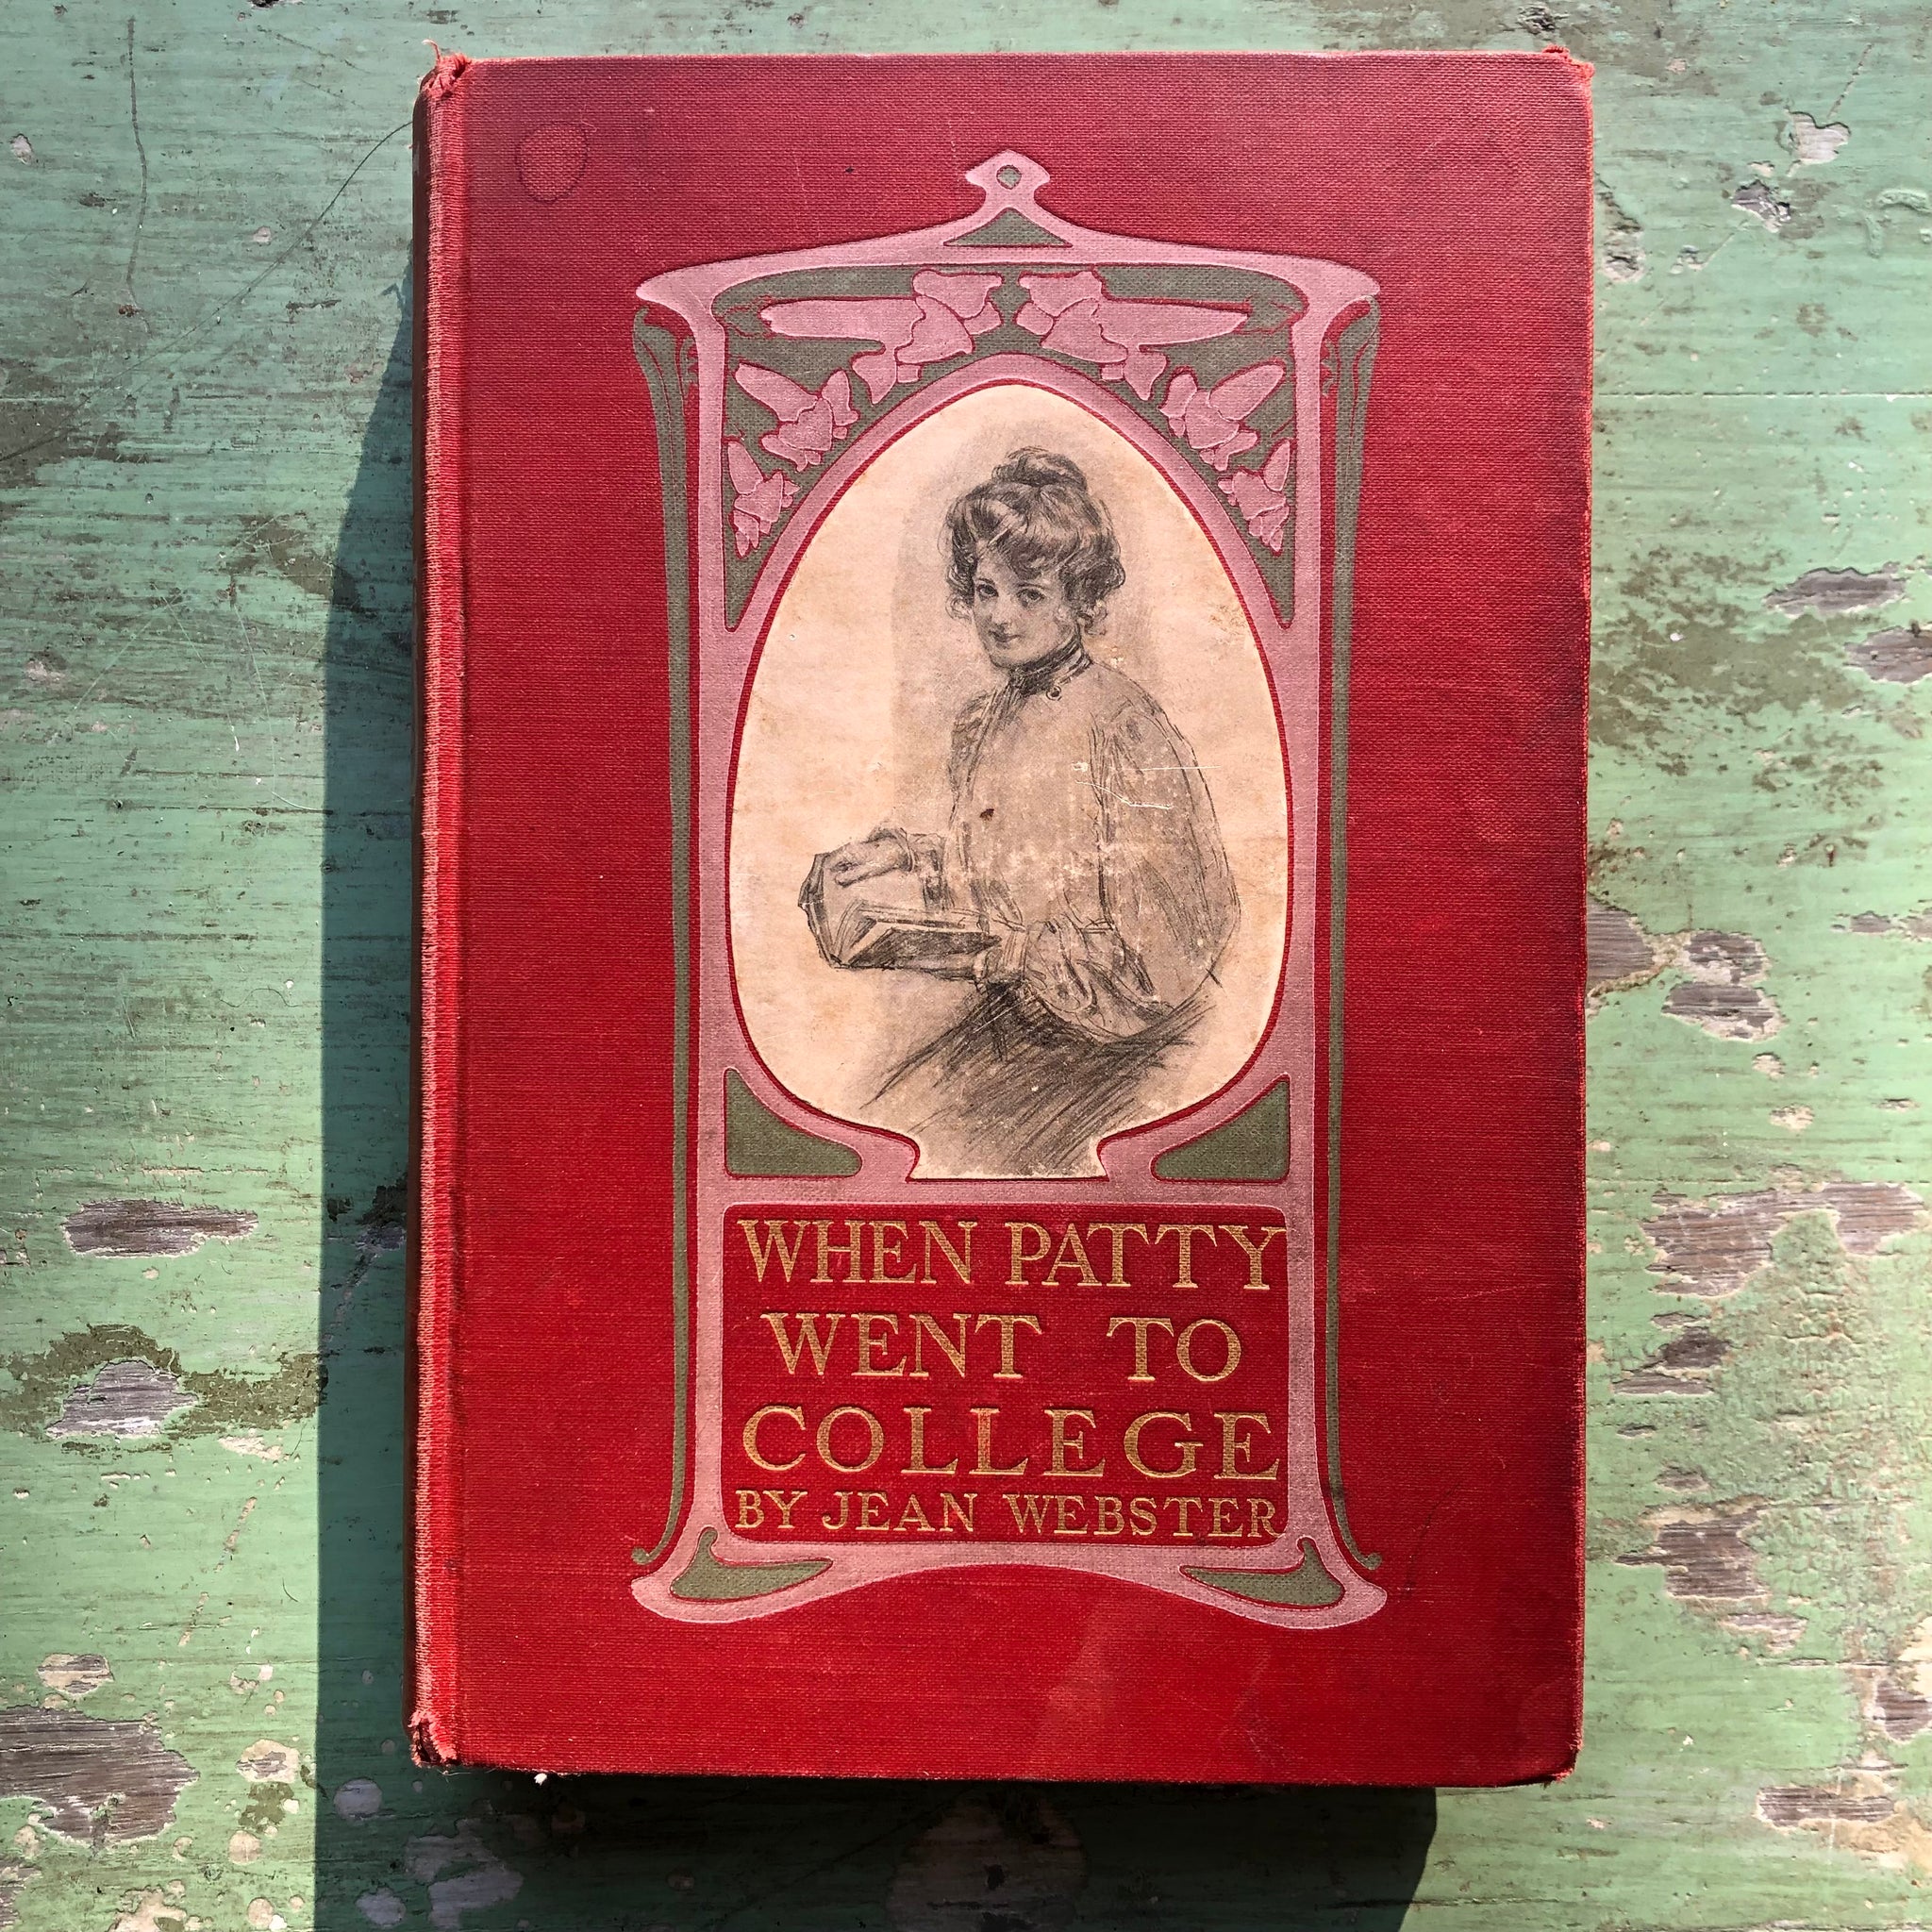 WHEN PATTY
WENT TO
COLLEGE
BY JEAN WEBSTER